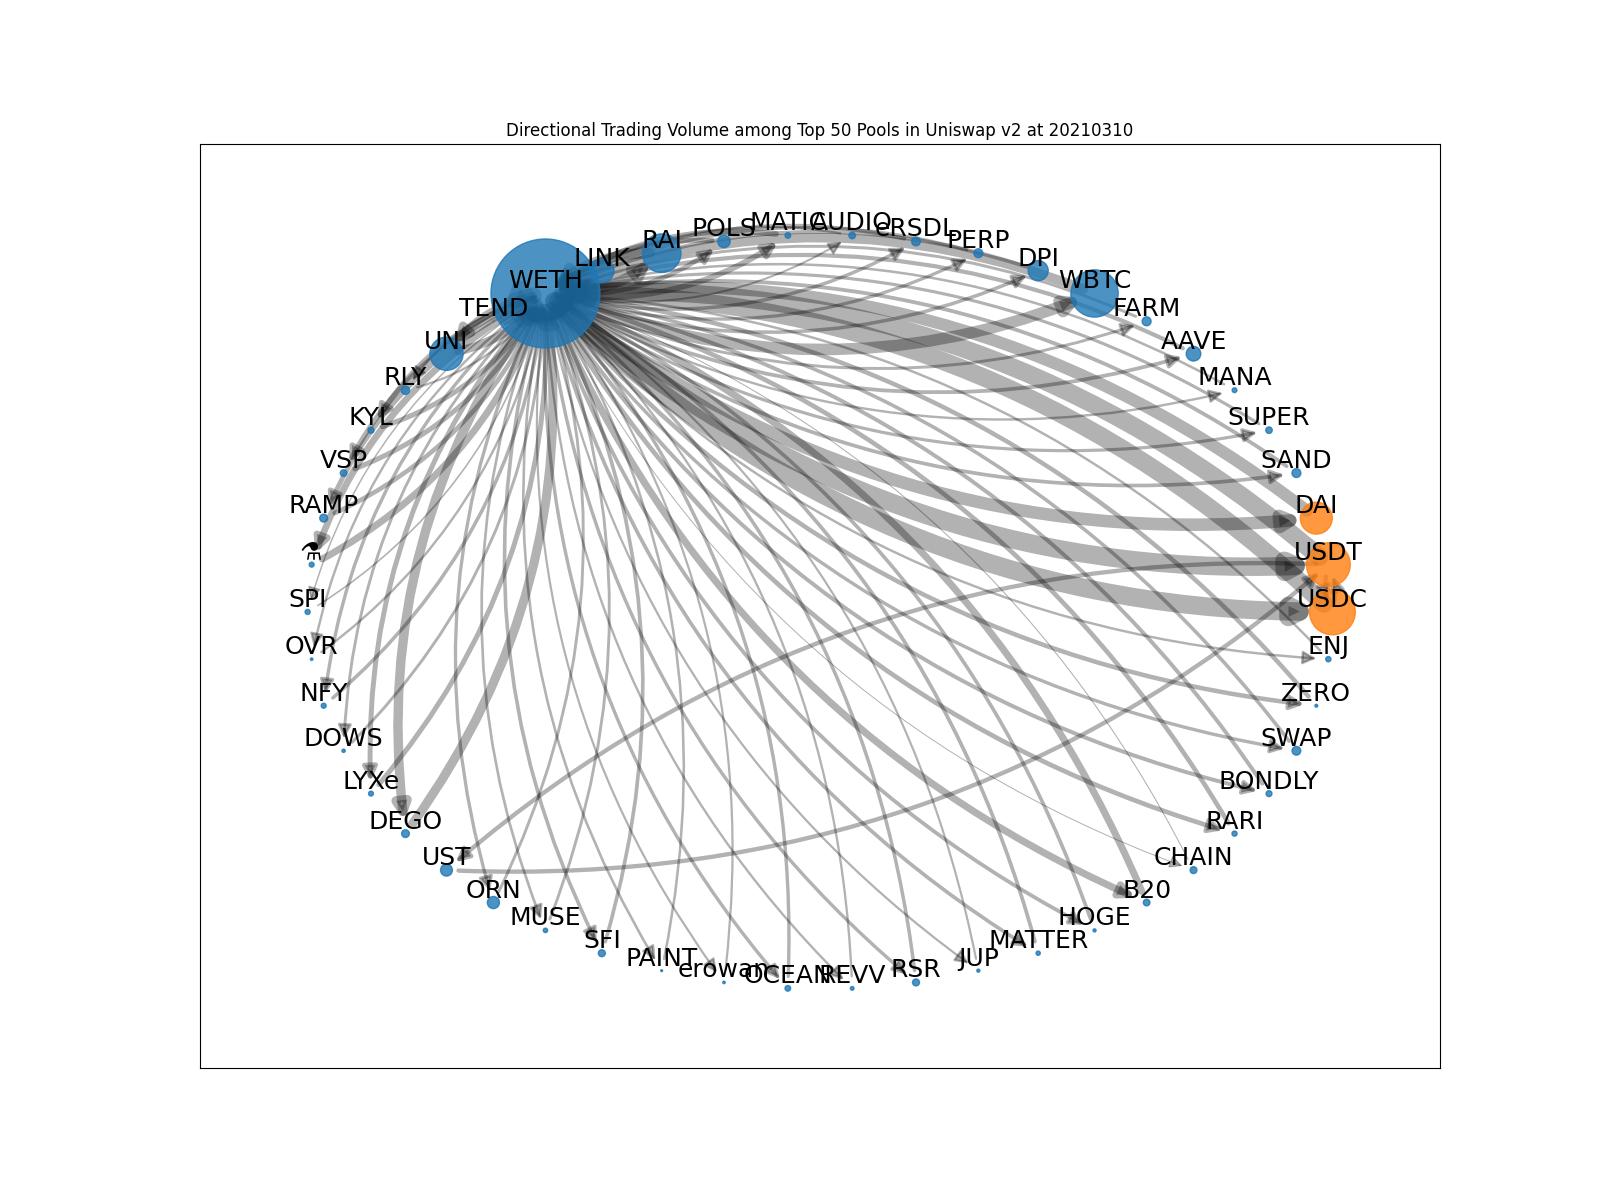 Directional Trading Volume among Top 50 Pools in Uniswap v2 at 20210310
MATIC
AUDIO
POLS
cRSDL
RAI
PERP
LINK
DPI
WETH
WBTC
TEND
FARM
UNI
AAVE
RLY
MANA
KYL
SUPER
VSP
SAND
RAMP
DAI
⚗
USDT
SPI
USDC
OVR
ENJ
NFY
ZERO
DOWS
SWAP
LYXe
BONDLY
DEGO
RARI
UST
CHAIN
ORN
B20
MUSE
HOGE
SFI
MATTER
PAINT
JUP
erowan
RSR
OCEAN
REVV